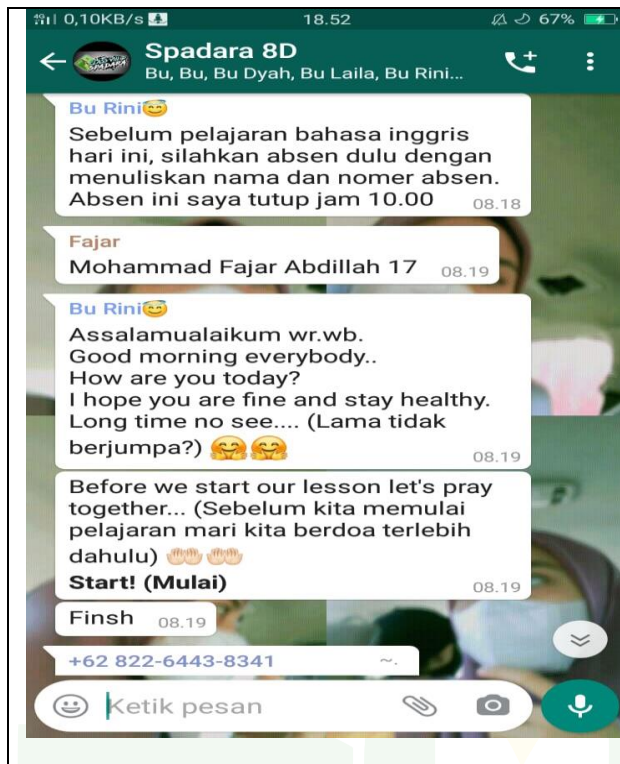 0,10KB/s 18.52 67%
Spadara 8D
Bu, Bu, Bu Dyah, Bu Laila, Bu Rini...
Bu Rini😇
Sebelum pelajaran bahasa inggris
hari ini, silahkan absen dulu dengan
menuliskan nama dan nomer absen.
Absen ini saya tutup jam 10.00 08.18
Fajar
Mohammad Fajar Abdillah 17 08.19
Bu Rini😇
Assalamualaikum wr.wb.
Good morning everybody..
How are you today?
I hope you are fine and stay healthy.
Long time no see.... (Lama tidak
berjumpa?) 🤗🤗 08.19
Before we start our lesson let's pray
together... (Sebelum kita memulai
pelajaran mari kita berdoa terlebih
dahulu) 🤲🏻🤲🏻
Start! (Mulai) 08.19
Finsh 08.19
+62 822-6443-8341 ~.
Ketik pesan